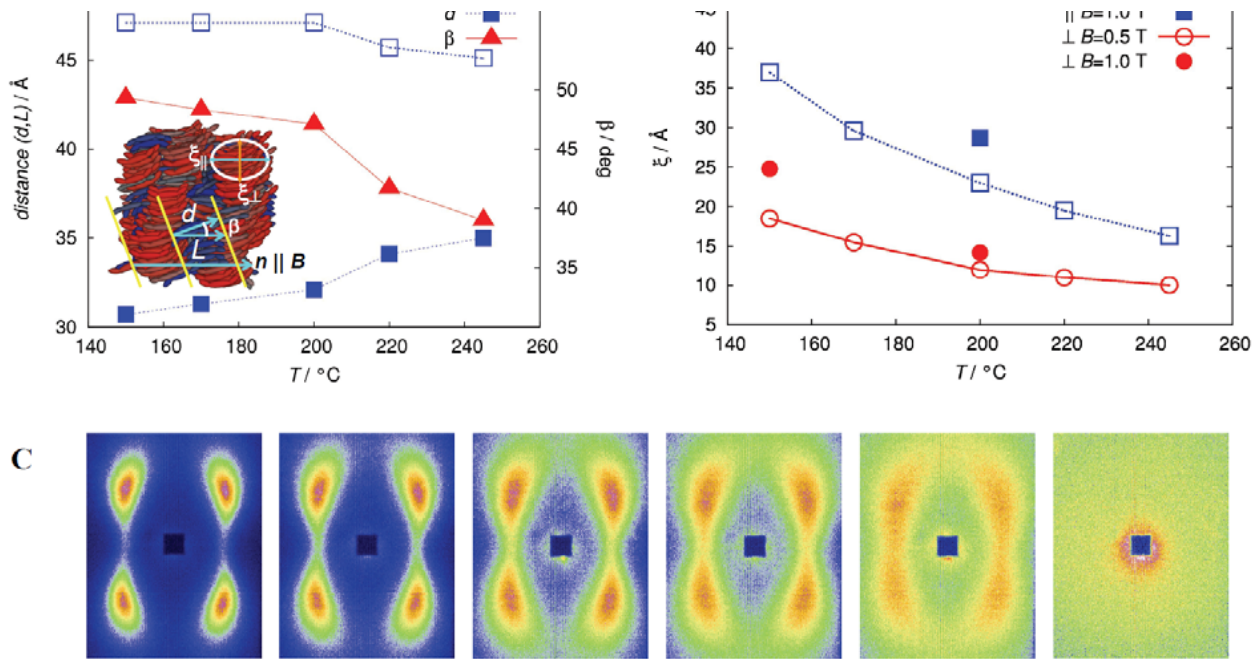 d
β
45
40
35
30
distance (d,L) / Å
50
45
40
35
β / deg
ξ∥
ξ⊥
d
β
L
n || B
140 160 180 200 220 240 260
T / °C
|| B=1.0 T
⊥ B=0.5 T
⊥ B=1.0 T
40
35
30
25
20
15
10
5
ξ / Å
140 160 180 200 220 240 260
T / °C
C